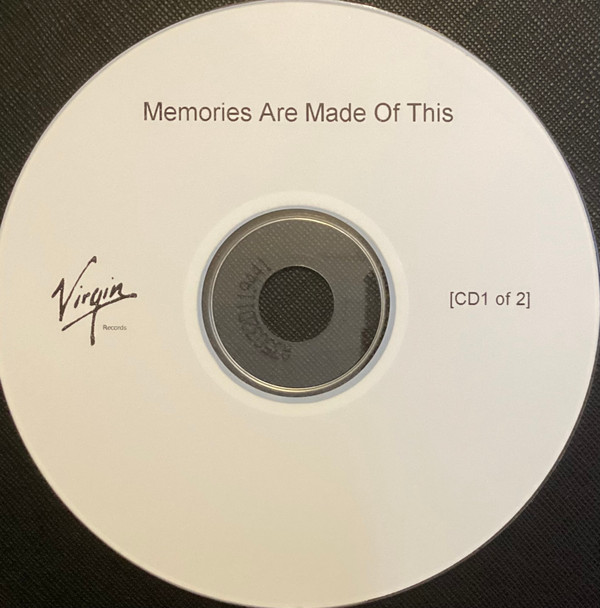 Memories Are Made Of This
Virgin
Records
[CD1 of 2]